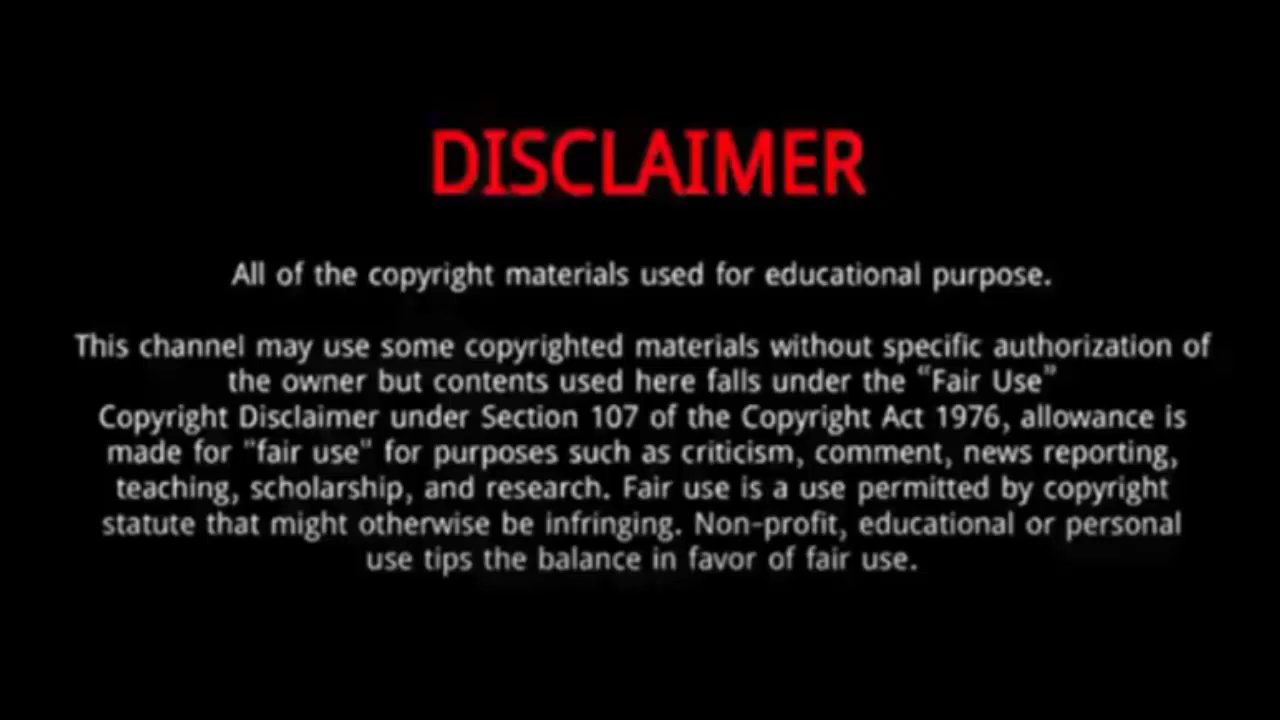 DISCLAIMER
All of the copyright materials used for educational purpose.
This channel may use some copyrighted materials without specific authorization of
the owner but contents used here falls under the “Fair Use”
Copyright Disclaimer under Section 107 of the Copyright Act 1976, allowance is
made for "fair use" for purposes such as criticism, comment, news reporting,
teaching, scholarship, and research. Fair use is a use permitted by copyright
statute that might otherwise be infringing. Non-profit, educational or personal
use tips the balance in favor of fair use.